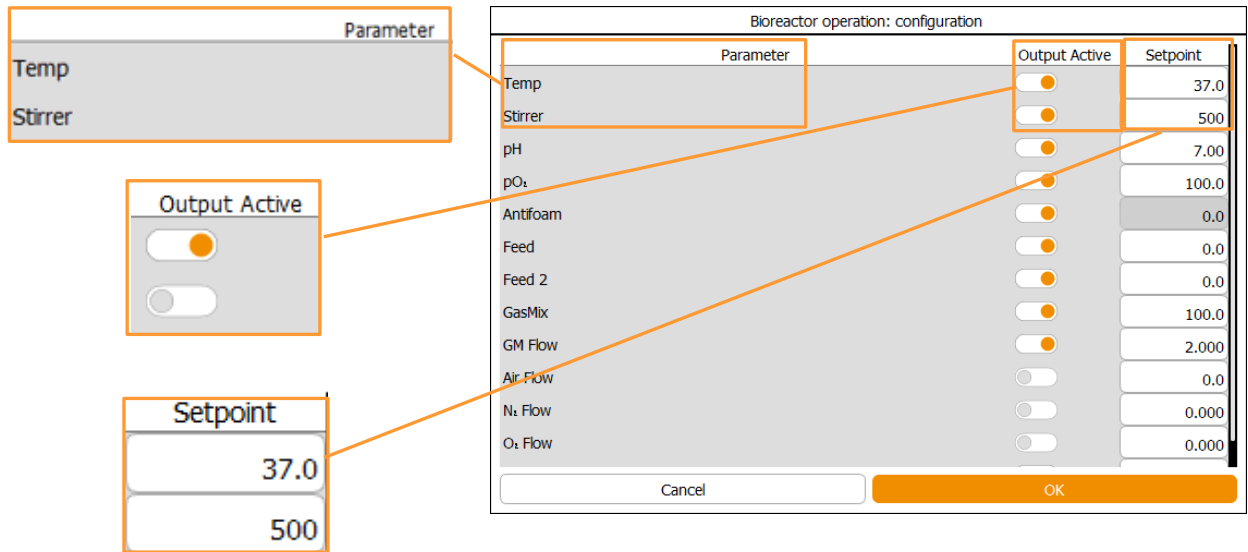 Parameter
Temp
Stirrer
Output Active
Setpoint
37.0
500
Bioreactor operation: configuration
Parameter Output Active Setpoint
Temp 37.0
Stirrer 500
pH 7.00
pO₂ 100.0
Antifoam 0.0
Feed 0.0
Feed 2 0.0
GasMix 100.0
GM Flow 2.000
Air Flow 0.0
N₂ Flow 0.000
O₂ Flow 0.000
Cancel OK